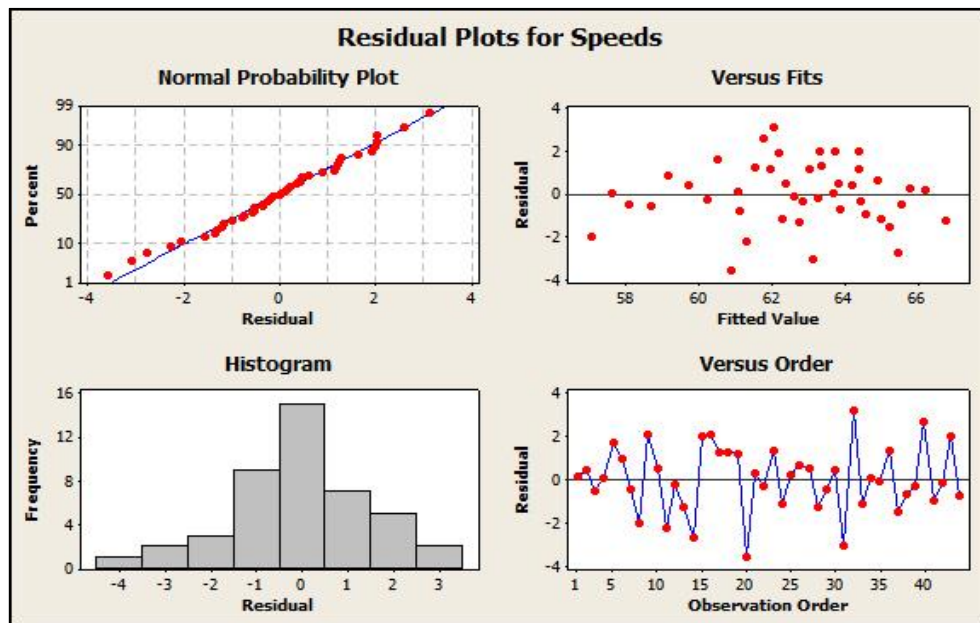 Residual Plots for Speeds
Normal Probability Plot
99
90
50
10
1
Percent
-4 -2 0 2 4
Residual
Versus Fits
4
2
0
-2
-4
Residual
58 60 62 64 66
Fitted Value
Histogram
16
12
8
4
0
Frequency
-4 -3 -2 -1 0 1 2 3
Residual
Versus Order
4
2
0
-2
-4
Residual
1 5 10 15 20 25 30 35 40
Observation Order